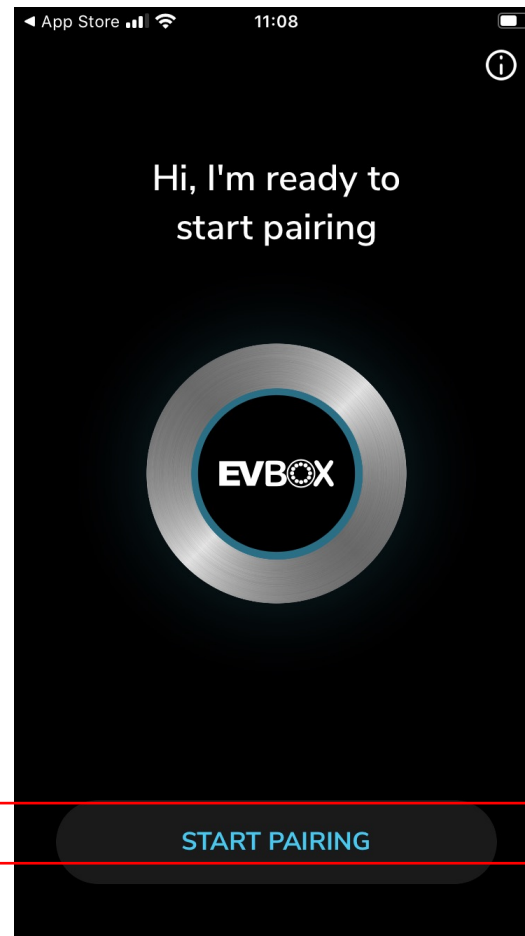 App Store
11:08
Hi, I'm ready to
start pairing
EVBOX
START PAIRING